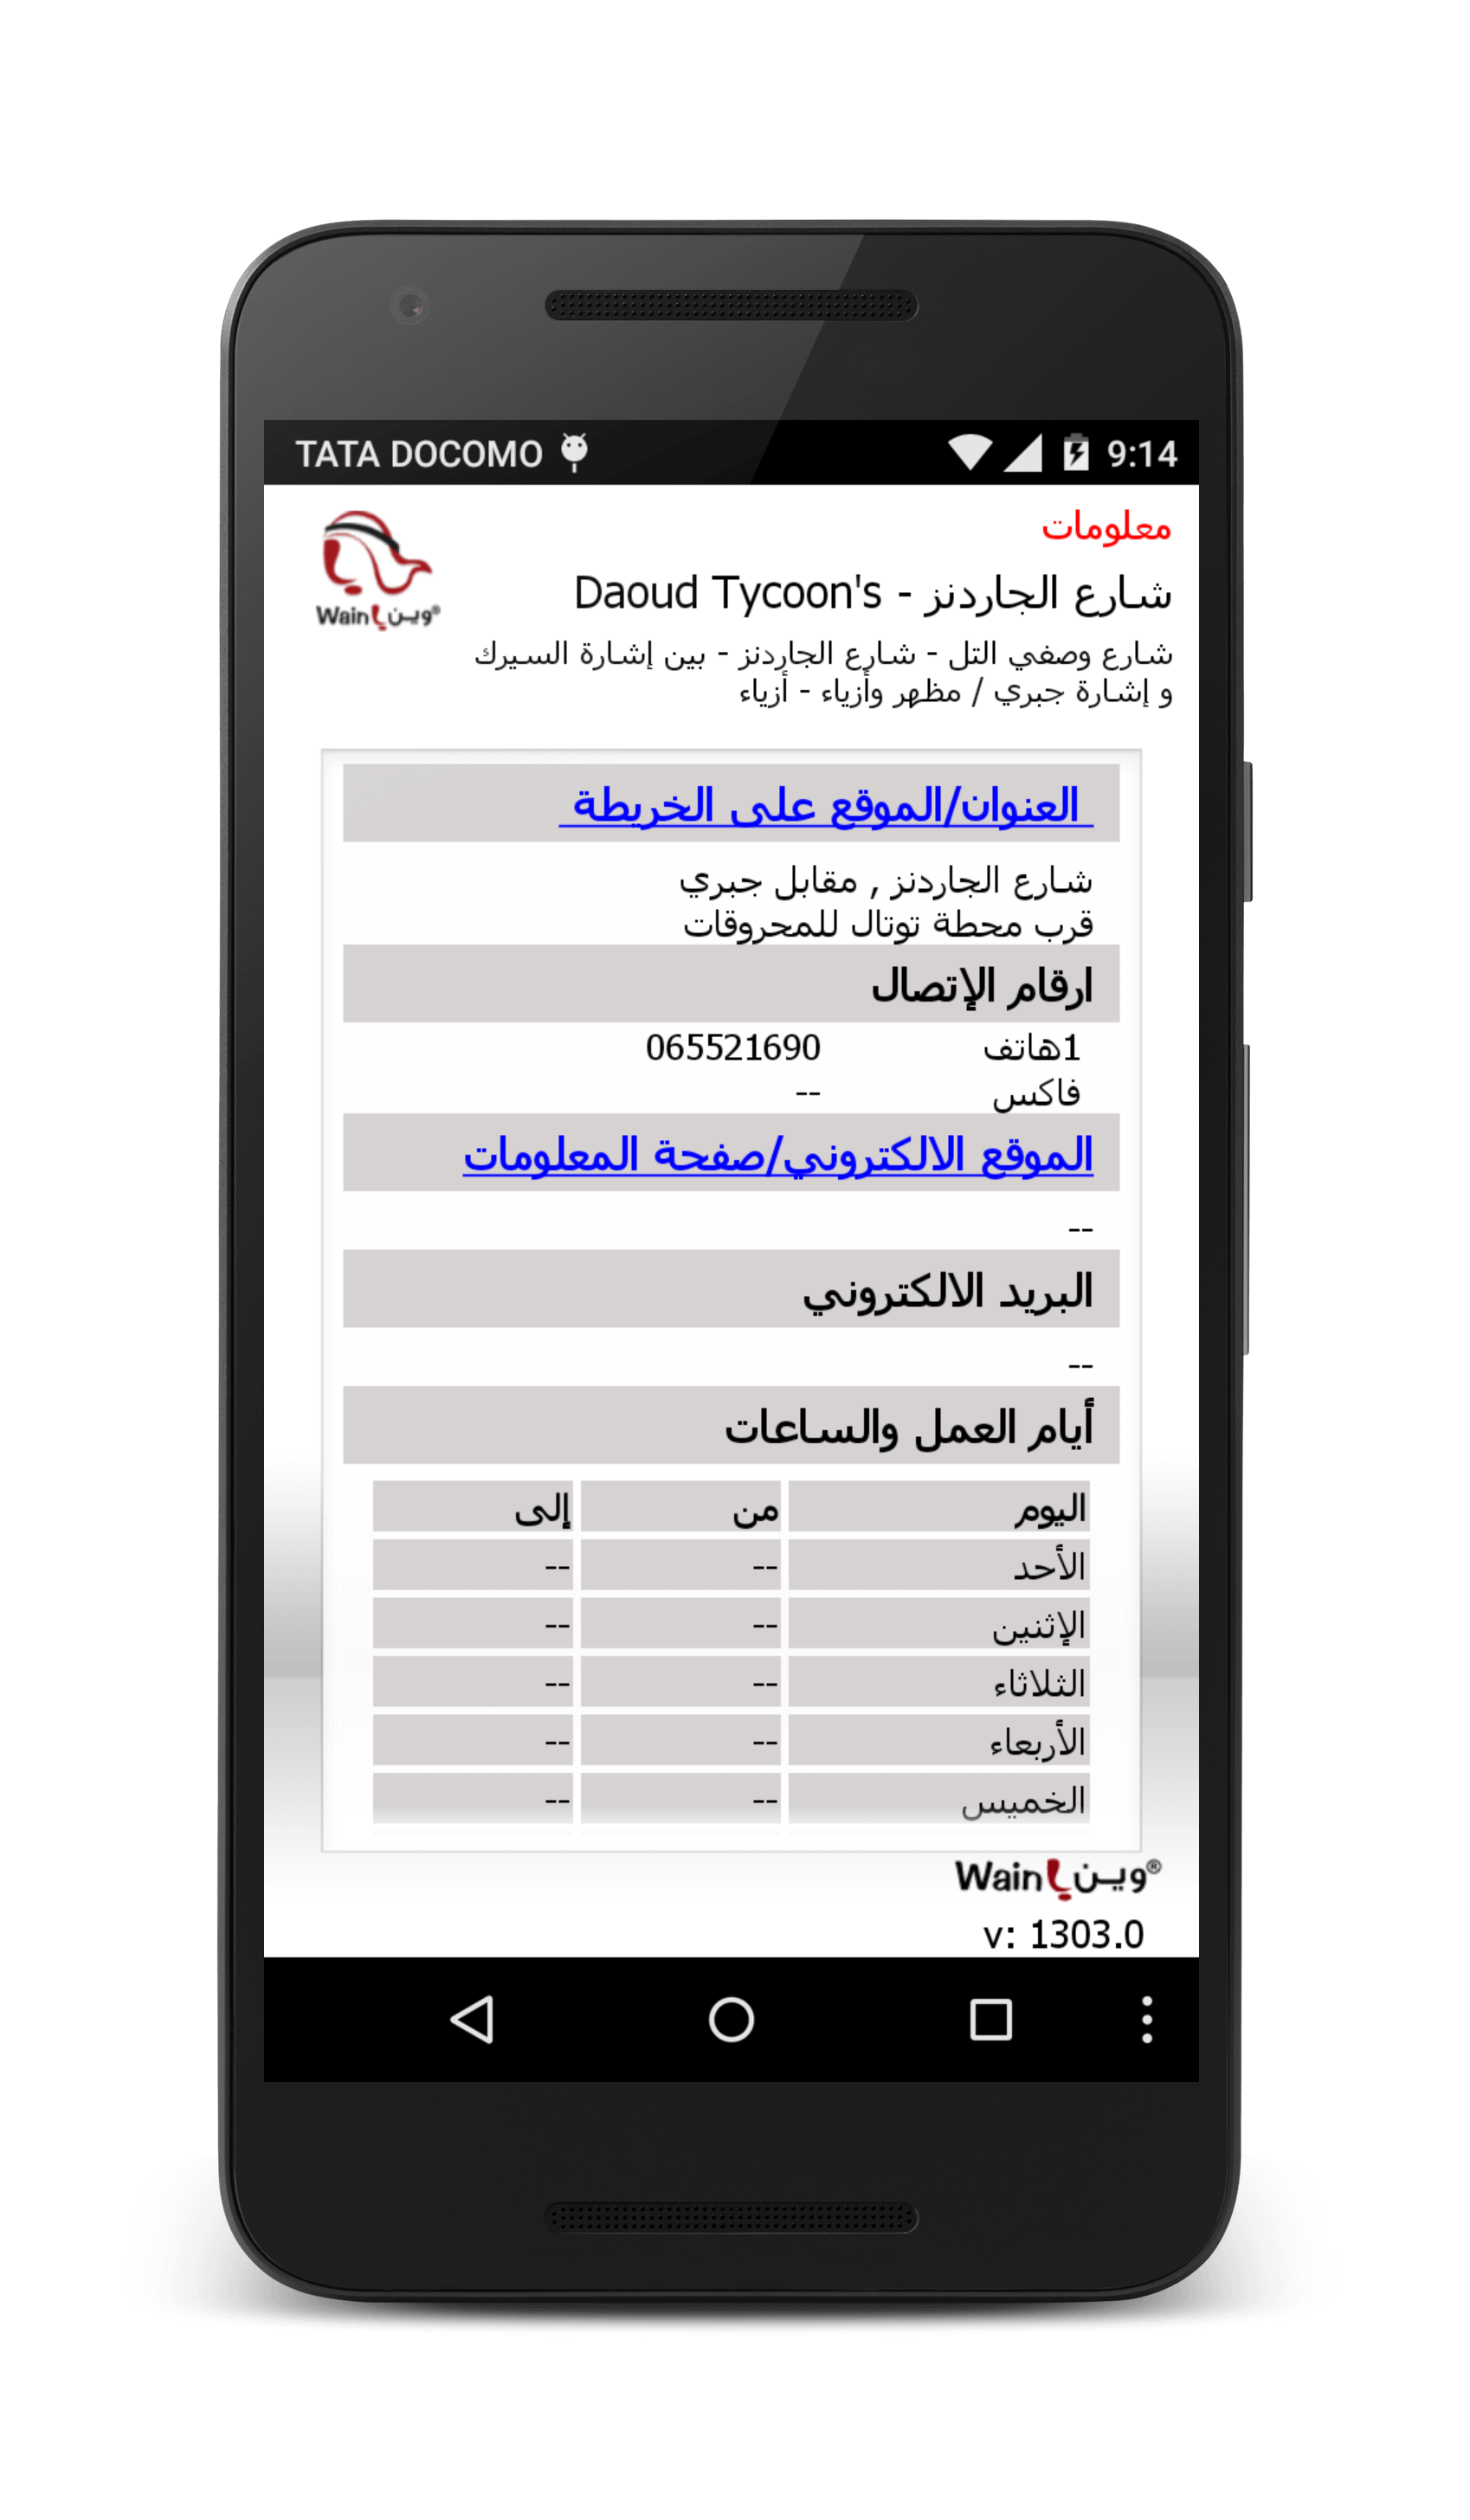 TATA DOCOMO 9:14
معلومات
Wain وين®
شارع الجاردنز - Daoud Tycoon's
شارع وصفي التل - شارع الجاردنز - بين إشارة السيرك
و إشارة جبري / مظهر وأزياء - أزياء
العنوان/الموقع على الخريطة
شارع الجاردنز , مقابل جبري
قرب محطة توتال للمحروقات
ارقام الإتصال
1هاتف 065521690
فاكس --
الموقع الالكتروني/صفحة المعلومات
--
البريد الالكتروني
--
أيام العمل والساعات
اليوم من إلى
الأحد -- --
الإثنين -- --
الثلاثاء -- --
الأربعاء -- --
الخميس -- --
Wain وين®
v: 1303.0